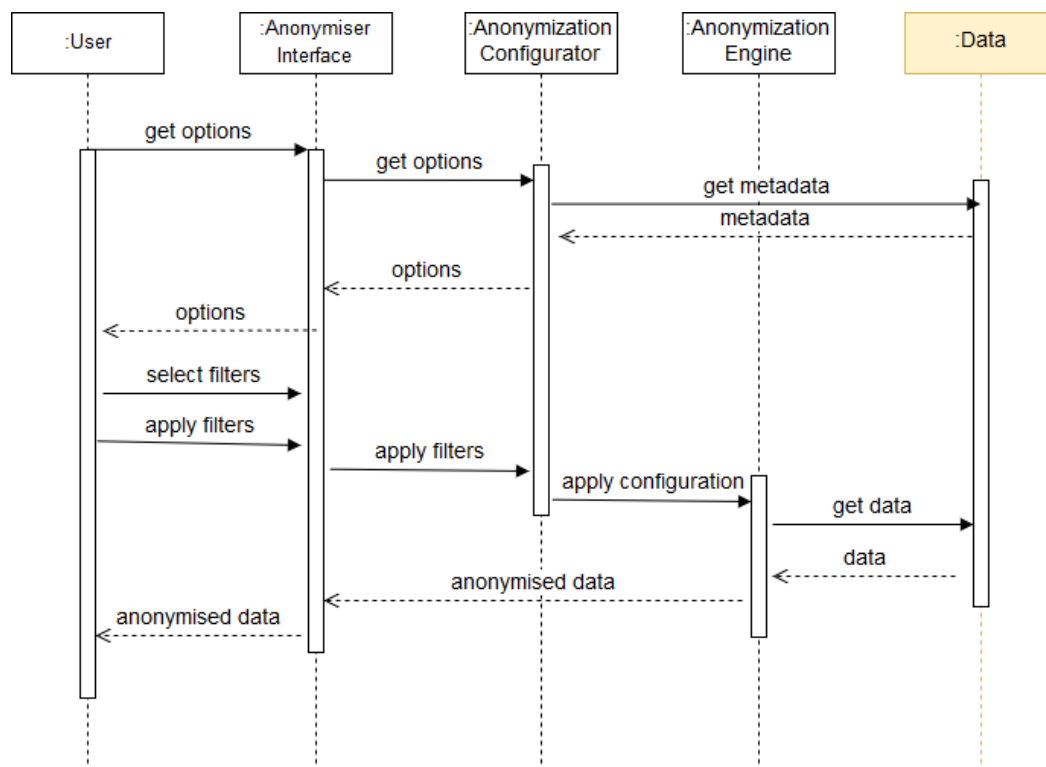 :User
:Anonymiser
Interface
:Anonymization
Configurator
:Anonymization
Engine
:Data
get options
get options
get metadata
metadata
options
options
select filters
apply filters
apply filters
apply configuration
get data
data
anonymised data
anonymised data